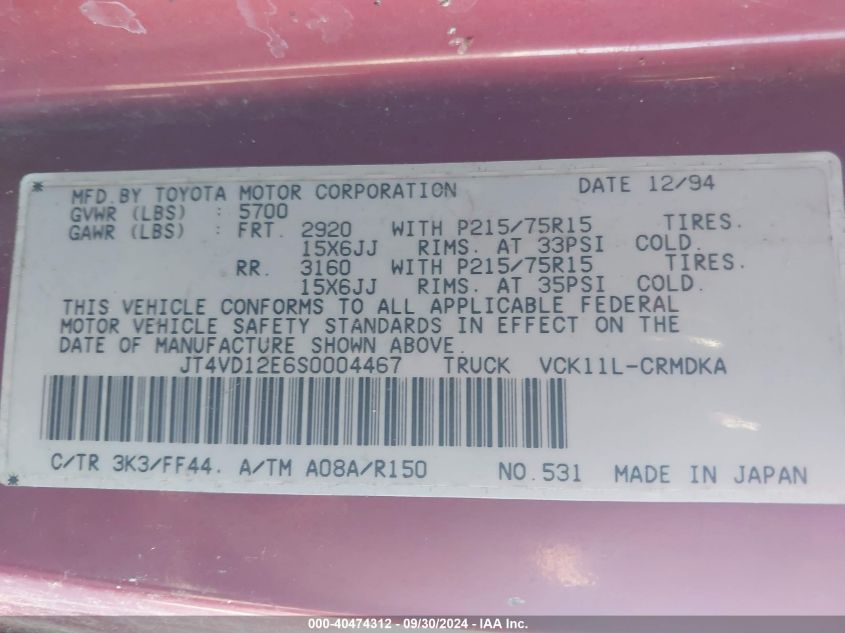 MFD.BY TOYOTA MOTOR CORPORATION DATE 12/94
GVWR (LBS) : 5700
GAWR (LBS) : FRT. 2920 WITH P215/75R15 TIRES.
15X6JJ RIMS. AT 33PSI COLD.
RR. 3160 WITH P215/75R15 TIRES.
15X6JJ RIMS. AT 35PSI COLD.
THIS VEHICLE CONFORMS TO ALL APPLICABLE FEDERAL
MOTOR VEHICLE SAFETY STANDARDS IN EFFECT ON THE
DATE OF MANUFACTURE SHOWN ABOVE.
JT4VD12E6S0004467 TRUCK VCK11L-CRMDKA
C/TR 3K3/FF44. A/TM A08A/R150 NO.531 MADE IN JAPAN
000-40474312 - 09/30/2024 - IAA Inc.